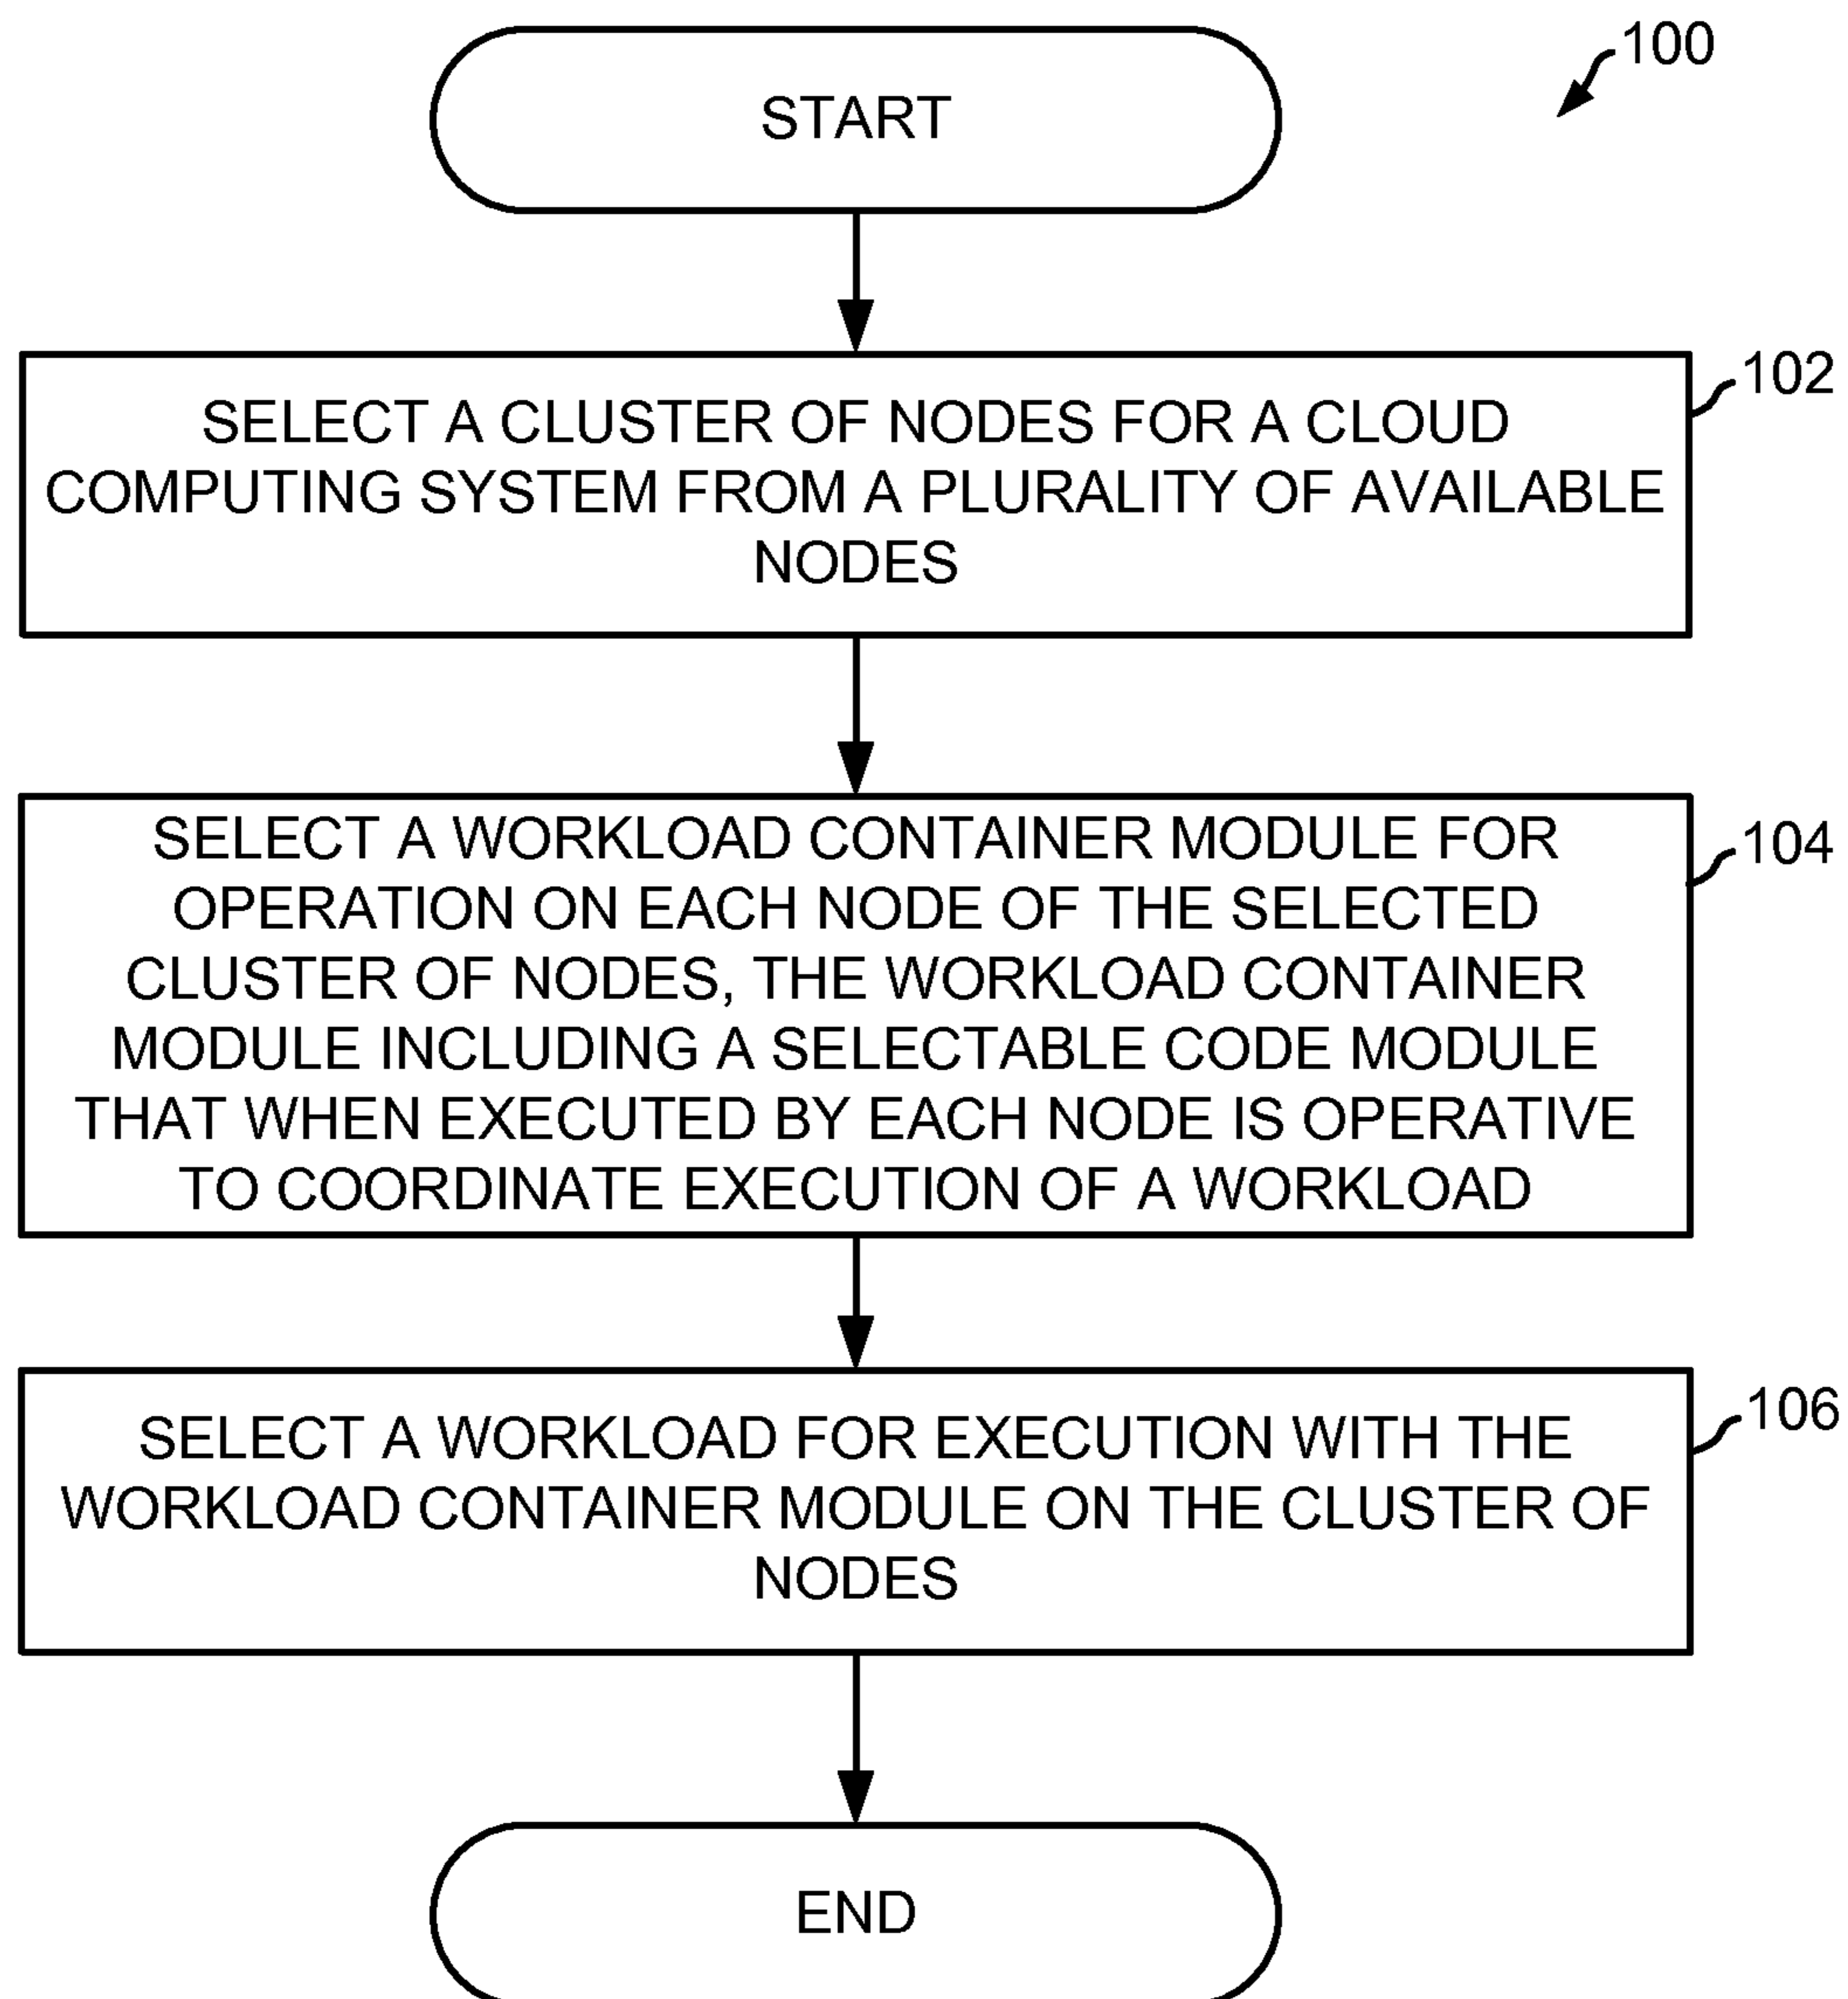 100
START
102
SELECT A CLUSTER OF NODES FOR A CLOUD
COMPUTING SYSTEM FROM A PLURALITY OF AVAILABLE
NODES
104
SELECT A WORKLOAD CONTAINER MODULE FOR
OPERATION ON EACH NODE OF THE SELECTED
CLUSTER OF NODES, THE WORKLOAD CONTAINER
MODULE INCLUDING A SELECTABLE CODE MODULE
THAT WHEN EXECUTED BY EACH NODE IS OPERATIVE
TO COORDINATE EXECUTION OF A WORKLOAD
106
SELECT A WORKLOAD FOR EXECUTION WITH THE
WORKLOAD CONTAINER MODULE ON THE CLUSTER OF
NODES
END